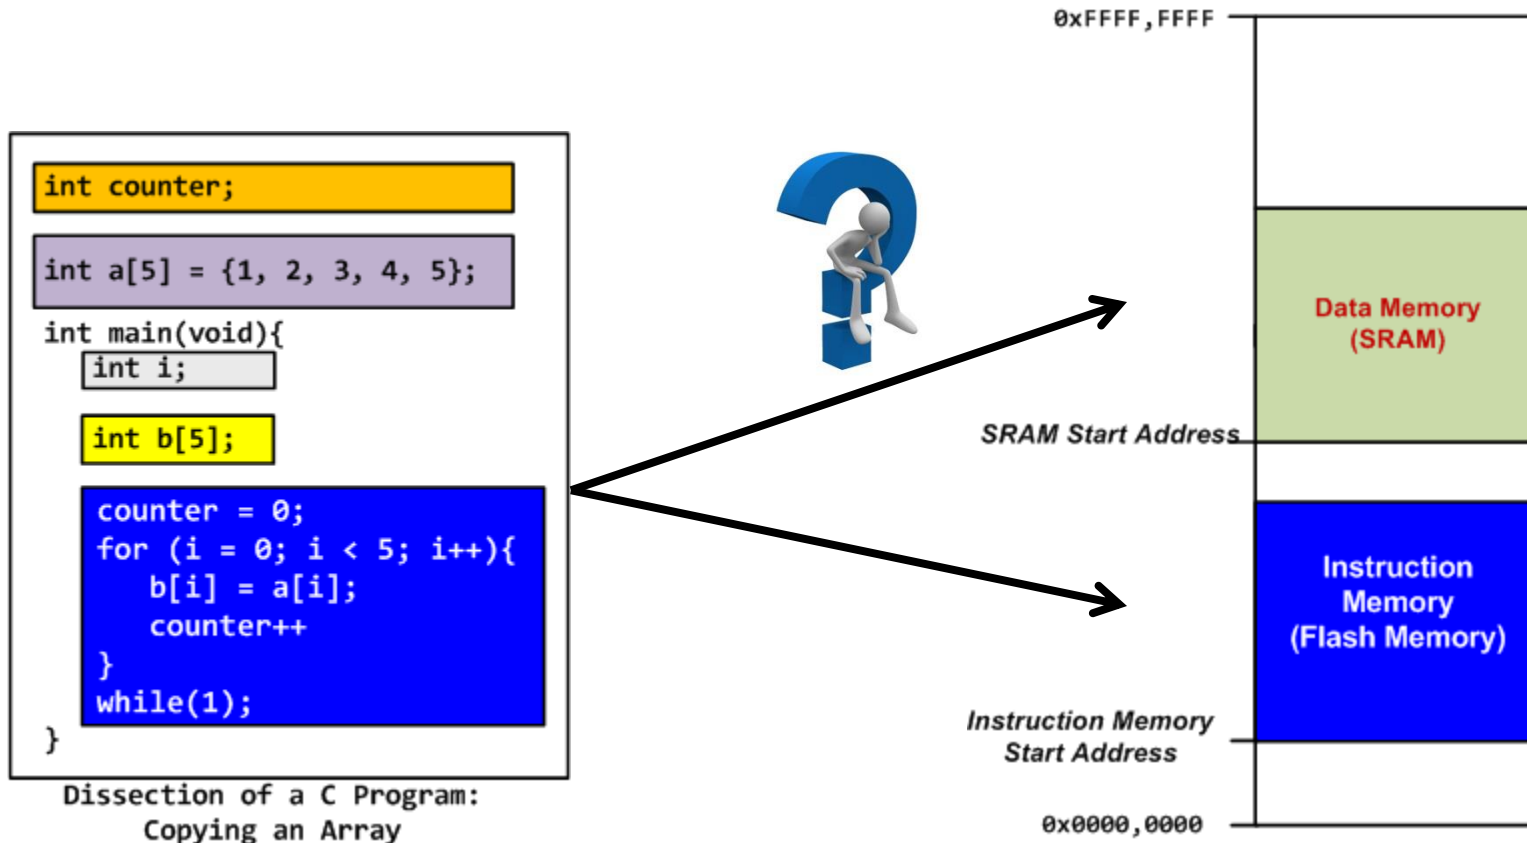 int counter;
int a[5] = {1, 2, 3, 4, 5};
int main(void){
int i;
int b[5];
counter = 0;
for (i = 0; i < 5; i++){
b[i] = a[i];
counter++
}
while(1);
}
Dissection of a C Program:
Copying an Array
0xFFFF,FFFF
Data Memory
(SRAM)
SRAM Start Address
Instruction
Memory
(Flash Memory)
Instruction Memory
Start Address
0x0000,0000